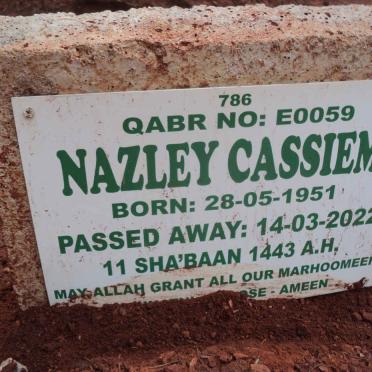 786
QABR NO: E0059
NAZLEY CASSIEM
BORN: 28-05-1951
PASSED AWAY: 14-03-2022
11 SHA'BAAN 1443 A.H.
MAY ALLAH GRANT ALL OUR MARHOOMEEN
- AMEEN